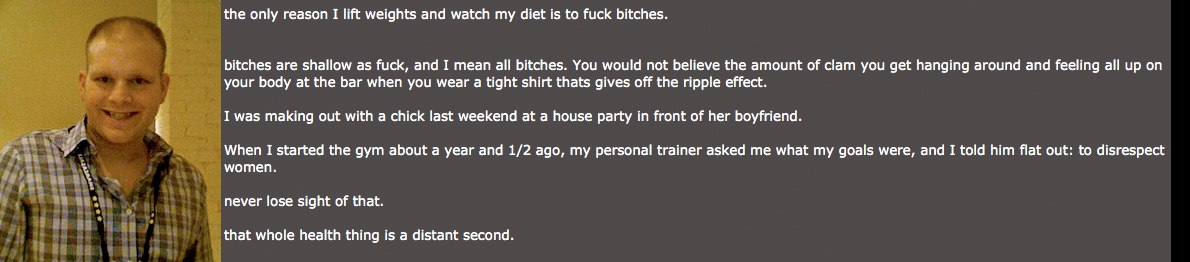 the only reason I lift weights and watch my diet is to fuck bitches.
bitches are shallow as fuck, and I mean all bitches. You would not believe the amount of clam you get hanging around and feeling all up on
your body at the bar when you wear a tight shirt thats gives off the ripple effect.
I was making out with a chick last weekend at a house party in front of her boyfriend.
When I started the gym about a year and 1/2 ago, my personal trainer asked me what my goals were, and I told him flat out: to disrespect
women.
never lose sight of that.
that whole health thing is a distant second.